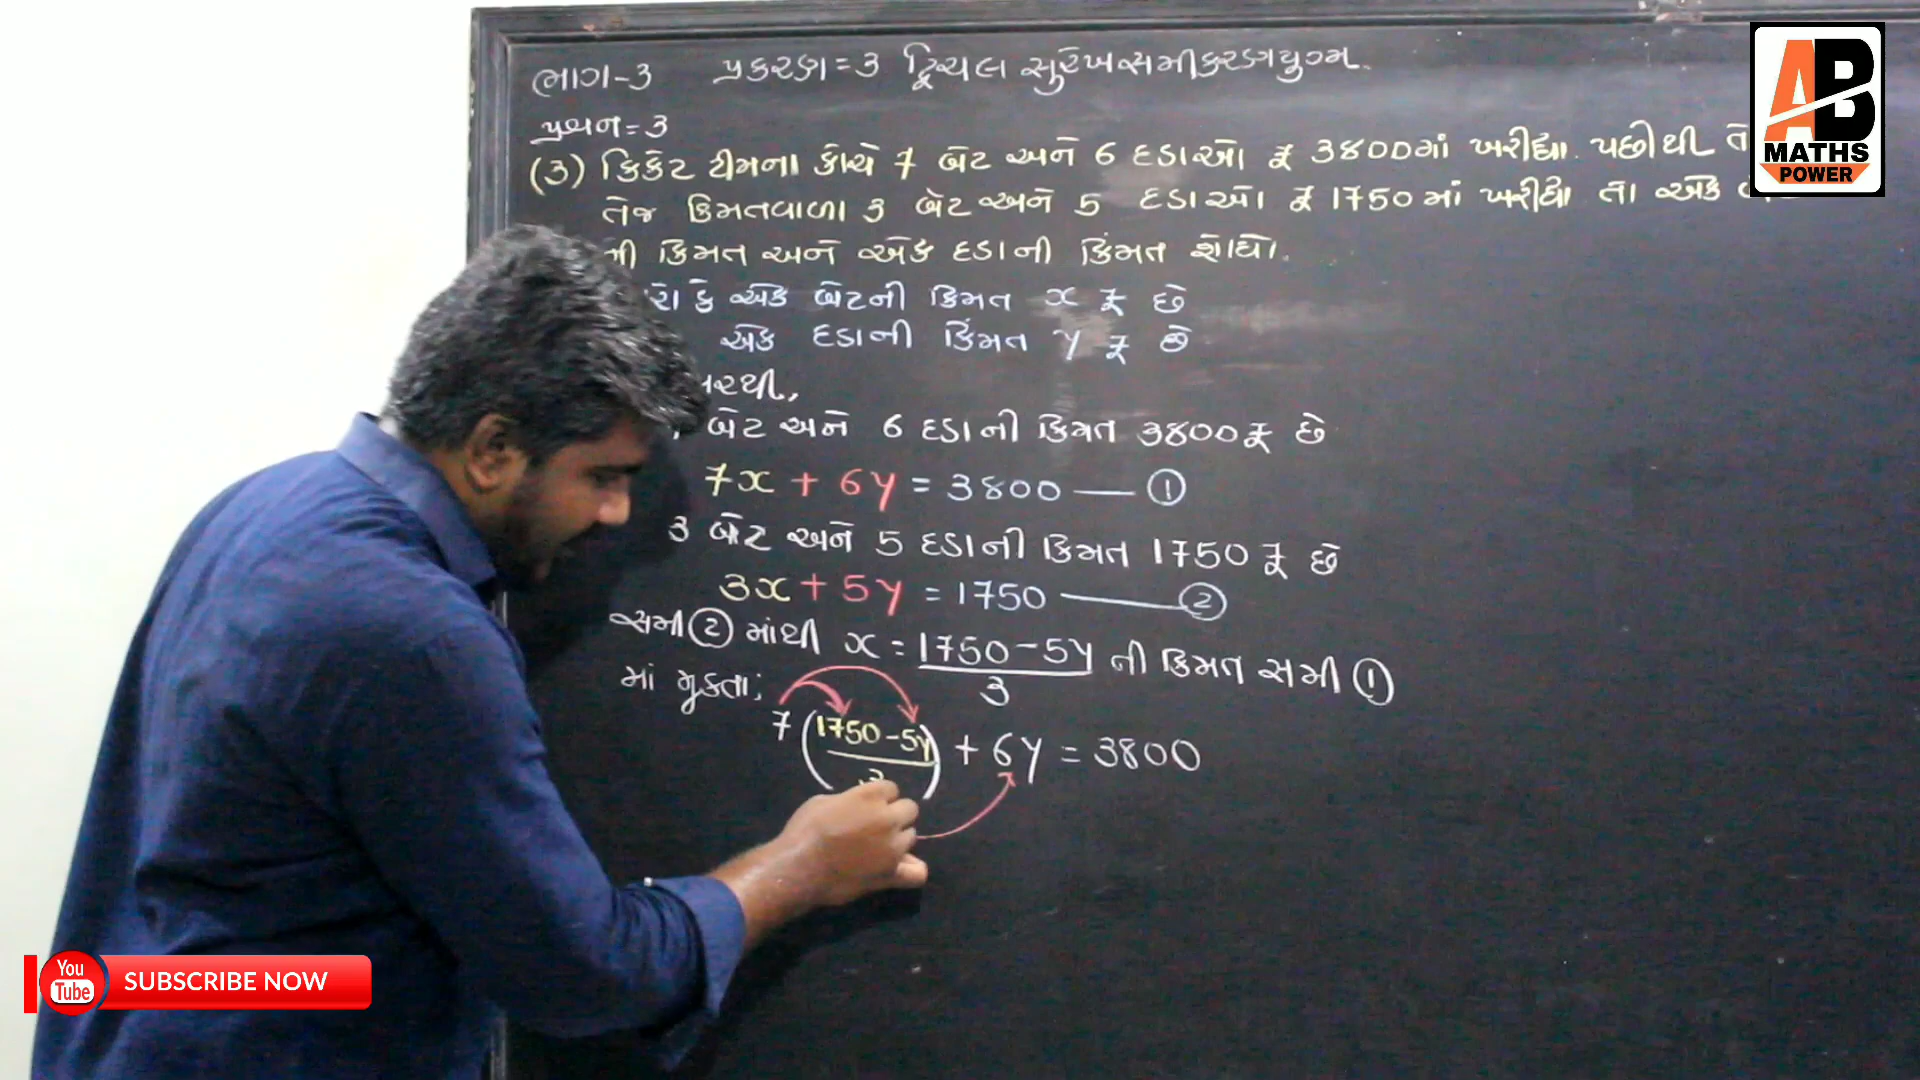 ભાગ-3 પ્રકરણ=3 દ્વિચલ સુરેખ સમીકરણયુગ્મ.
પ્રશ્ન=3
(3) ક્રિકેટ ટીમના કોચે 7 બેટ અને 6 દડાઓ ₹ 3800માં ખરીદ્યા. પછીથી તે
તેજ કિંમતવાળા 3 બેટ અને 5 દડાઓ ₹ 1750 માં ખરીદ્યા તો એક
ની કિંમત અને એક દડાની કિંમત શોધો.
કે એક બેટની કિંમત x ₹ છે
એક દડાની કિંમત y ₹ છે
બેટ અને 6 દડાની કિંમત 3800 ₹ છે
7x + 6y = 3800 — ①
3 બેટ અને 5 દડાની કિંમત 1750 ₹ છે
3x + 5y = 1750 — ②
સમી ② માંથી x = 1750 - 5y / 3 ની કિંમત સમી ①
માં મુકતા;
7 (1750 - 5y / 3) + 6y = 3800
AB
MATHS
POWER
You
Tube
SUBSCRIBE NOW